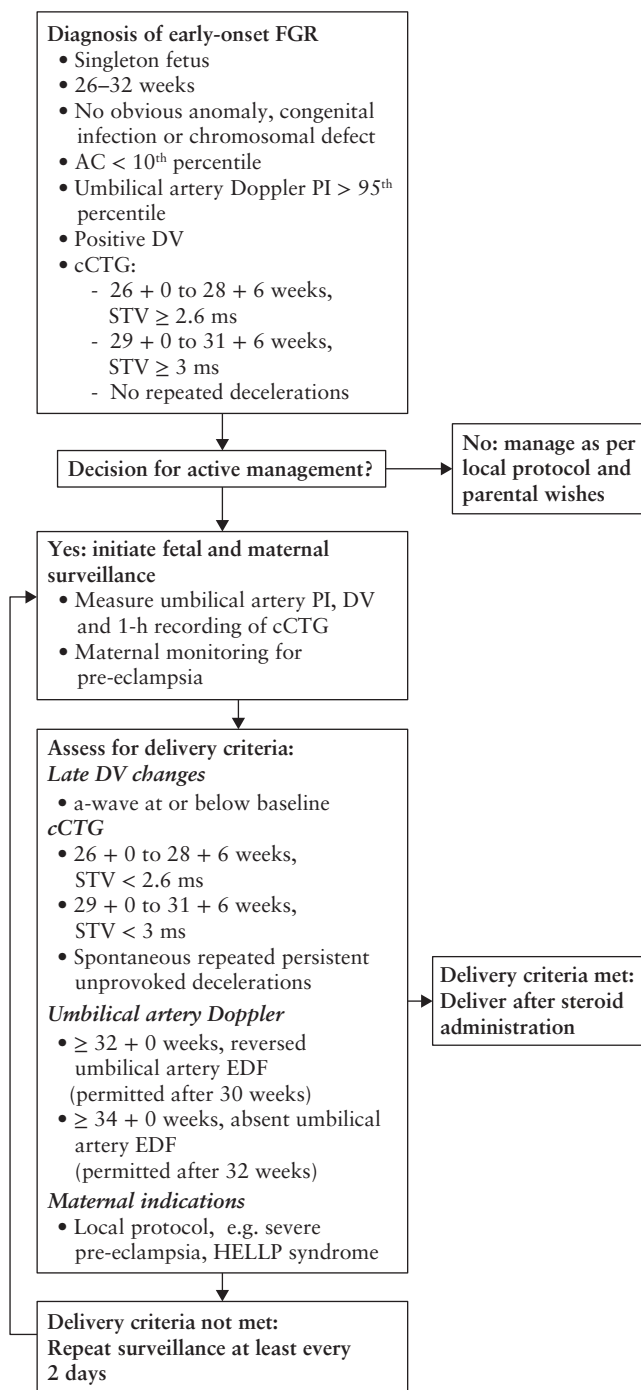 Diagnosis of early-onset FGR
• Singleton fetus
• 26–32 weeks
• No obvious anomaly, congenital
infection or chromosomal defect
• AC < 10th percentile
• Umbilical artery Doppler PI > 95th
percentile
• Positive DV
• cCTG:
- 26 + 0 to 28 + 6 weeks,
STV ≥ 2.6 ms
- 29 + 0 to 31 + 6 weeks,
STV ≥ 3 ms
- No repeated decelerations
Decision for active management?
No: manage as per
local protocol and
parental wishes
Yes: initiate fetal and maternal
surveillance
• Measure umbilical artery PI, DV
and 1-h recording of cCTG
• Maternal monitoring for
pre-eclampsia
Assess for delivery criteria:
Late DV changes
• a-wave at or below baseline
cCTG
• 26 + 0 to 28 + 6 weeks,
STV < 2.6 ms
• 29 + 0 to 31 + 6 weeks,
STV < 3 ms
• Spontaneous repeated persistent
unprovoked decelerations
Umbilical artery Doppler
• ≥ 32 + 0 weeks, reversed
umbilical artery EDF
(permitted after 30 weeks)
• ≥ 34 + 0 weeks, absent umbilical
artery EDF
(permitted after 32 weeks)
Maternal indications
• Local protocol, e.g. severe
pre-eclampsia, HELLP syndrome
Delivery criteria met:
Deliver after steroid
administration
Delivery criteria not met:
Repeat surveillance at least every
2 days